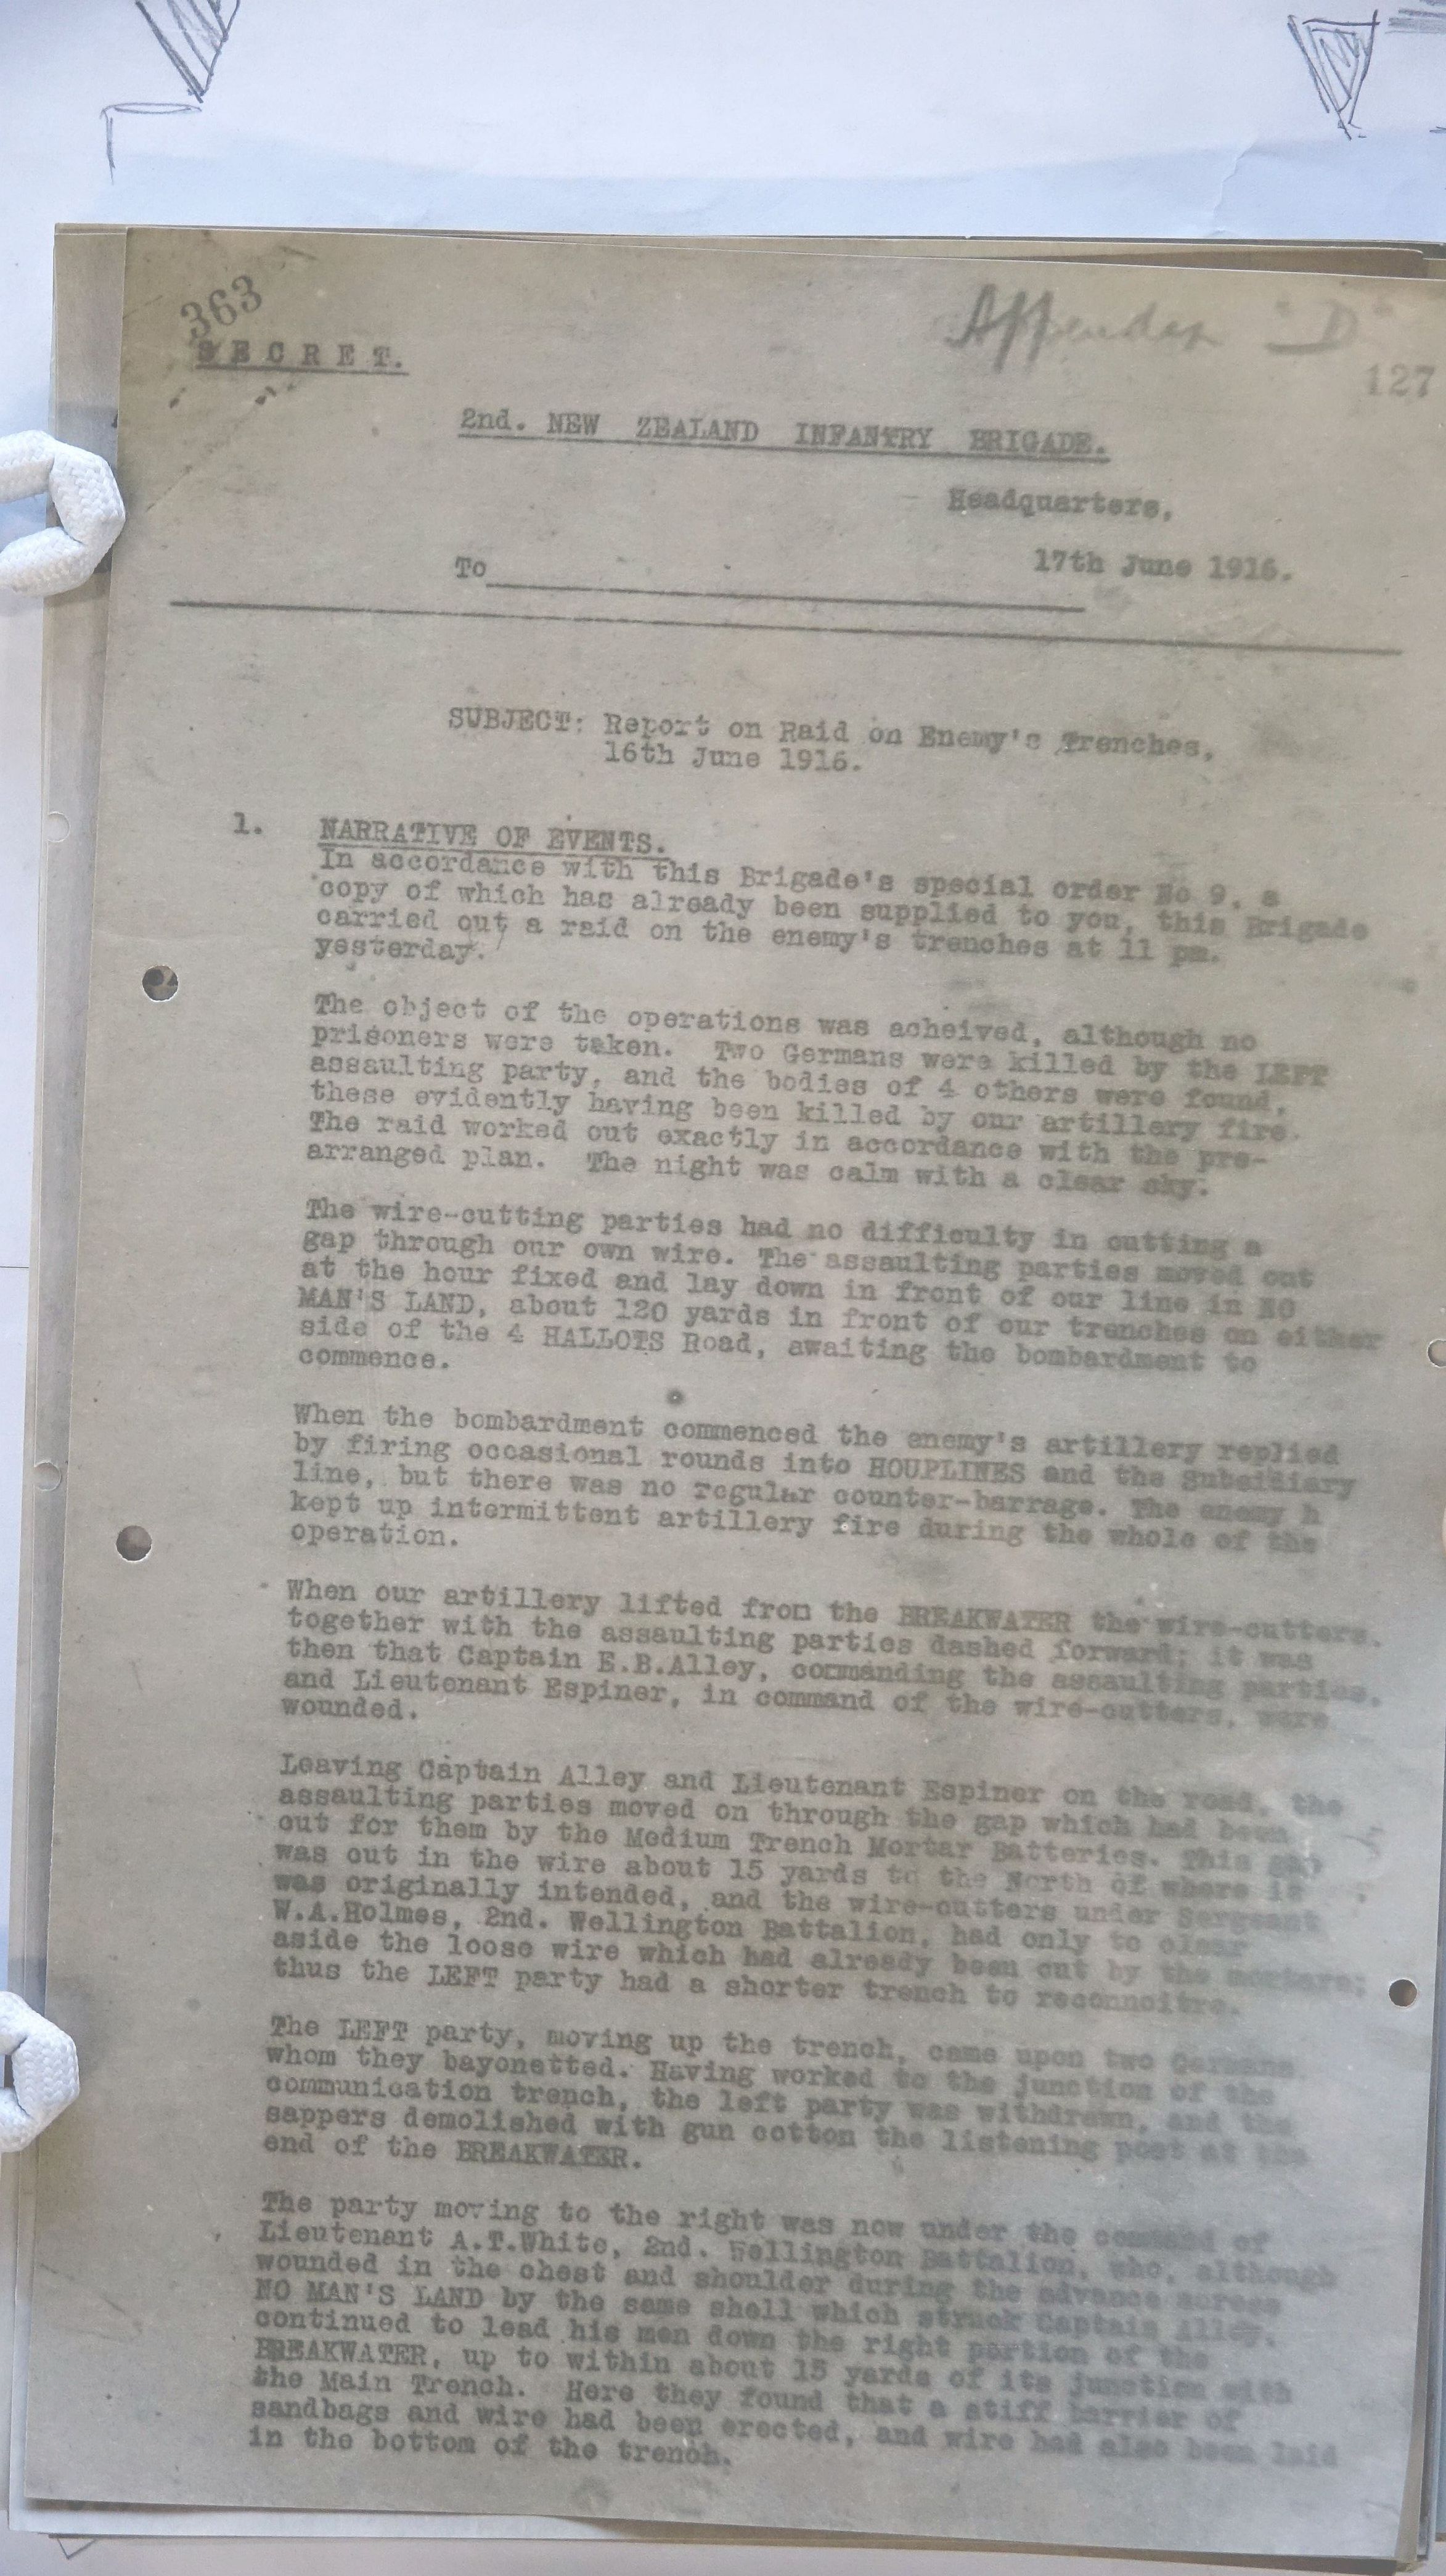 363
Appendix "D"
SECRET.
127
2nd. NEW ZEALAND INFANTRY BRIGADE.
Headquarters,
To
17th June 1916.
SUBJECT: Report on Raid on Enemy's Trenches,
16th June 1916.
1. NARRATIVE OF EVENTS.
In accordance with this Brigade's special order No 9, a
copy of which has already been supplied to you, this Brigade
carried out a raid on the enemy's trenches at 11 pm.
yesterday.
The object of the operations was acheived, although no
prisoners were taken. Two Germans were killed by the LEFT
assaulting party, and the bodies of 4 others were found,
these evidently having been killed by our artillery fire.
The raid worked out exactly in accordance with the pre-
arranged plan. The night was calm with a clear sky.
The wire-cutting parties had no difficulty in cutting a
gap through our own wire. The assaulting parties moved out
at the hour fixed and lay down in front of our line in NO
MAN'S LAND, about 120 yards in front of our trenches on either
side of the 4 HALLOTS Road, awaiting the bombardment to
commence.
When the bombardment commenced the enemy's artillery replied
by firing occasional rounds into HOUPLINES and the Subsidiary
line, but there was no regular counter-barrage. The enemy h
kept up intermittent artillery fire during the whole of the
operation.
When our artillery lifted from the BREAKWATER the wire-cutters,
together with the assaulting parties dashed forward; it was
then that Captain E.B.Alley, commanding the assaulting parties,
and Lieutenant Espiner, in command of the wire-cutters, were
wounded.
Leaving Captain Alley and Lieutenant Espiner on the road, the
assaulting parties moved on through the gap which had been
cut for them by the Medium Trench Mortar Batteries. This gap
was cut in the wire about 15 yards to the North of where it
was originally intended, and the wire-cutters under Sergeant
W.A.Holmes, 2nd. Wellington Battalion, had only to clear
aside the loose wire which had already been cut by the mortars;
thus the LEFT party had a shorter trench to reconnoitre.
The LEFT party, moving up the trench, came upon two Germans
whom they bayonetted. Having worked to the junction of the
communication trench, the left party was withdrawn, and the
sappers demolished with gun cotton the listening post at the
end of the BREAKWATER.
The party moving to the right was now under the command of
Lieutenant A.T.White, 2nd. Wellington Battalion, who, although
wounded in the chest and shoulder during the advance across
NO MAN'S LAND by the same shell which struck Captain Alley,
continued to lead his men down the right portion of the
BREAKWATER, up to within about 15 yards of its junction with
the Main Trench. Here they found that a stiff barrier of
sandbags and wire had been erected, and wire had also been laid
in the bottom of the trench.